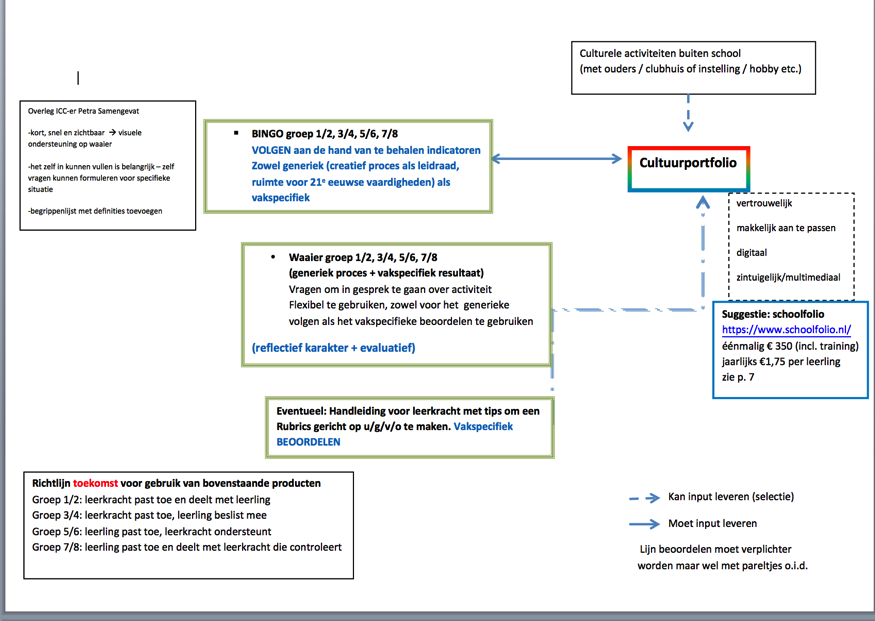 Culturele activiteiten buiten school
(met ouders / clubhuis of instelling / hobby etc.)
Overleg ICC-er Petra Samengevat
-kort, snel en zichtbaar → visuele
ondersteuning op waaier
-het zelf in kunnen vullen is belangrijk – zelf
vragen kunnen formuleren voor specifieke
situatie
-begrippenlijst met definities toevoegen
▪ BINGO groep 1/2, 3/4, 5/6, 7/8
VOLGEN aan de hand van te behalen indicatoren
Zowel generiek (creatief proces als leidraad,
ruimte voor 21e eeuwse vaardigheden) als
vakspecifiek
Cultuurportfolio
vertrouwelijk
makkelijk aan te passen
digitaal
zintuigelijk/multimediaal
• Waaier groep 1/2, 3/4, 5/6, 7/8
(generiek proces + vakspecifiek resultaat)
Vragen om in gesprek te gaan over activiteit
Flexibel te gebruiken, zowel voor het generieke
volgen als het vakspecifieke beoordelen te gebruiken
(reflectief karakter + evaluatief)
Suggestie: schoolfolio
https://www.schoolfolio.nl/
éénmalig € 350 (incl. training)
jaarlijks €1,75 per leerling
zie p. 7
Eventueel: Handleiding voor leerkracht met tips om een
Rubrics gericht op u/g/v/o te maken. Vakspecifiek
BEOORDELEN
Richtlijn toekomst voor gebruik van bovenstaande producten
Groep 1/2: leerkracht past toe en deelt met leerling
Groep 3/4: leerkracht past toe, leerling beslist mee
Groep 5/6: leerling past toe, leerkracht ondersteunt
Groep 7/8: leerling past toe en deelt met leerkracht die controleert
Kan input leveren (selectie)
Moet input leveren
Lijn beoordelen moet verplichter
worden maar wel met pareltjes o.i.d.